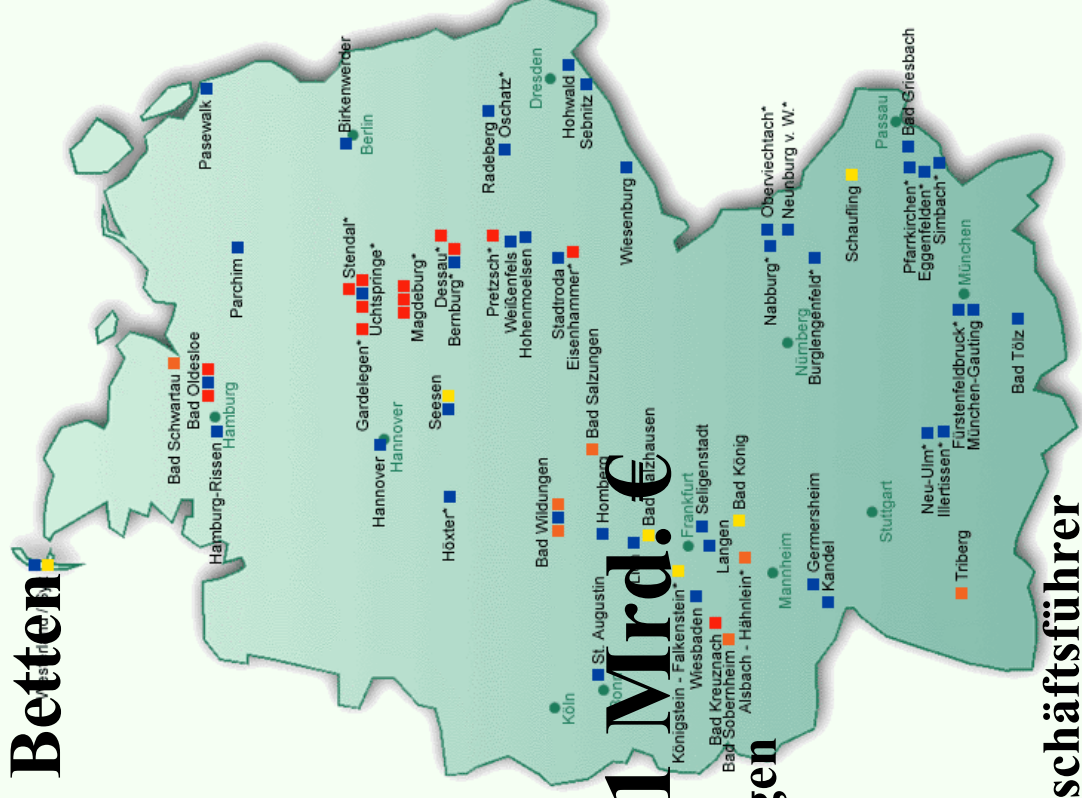 Betten
Bad Schwartau
Bad Oldesloe
Pasewalk
Hamburg-Rissen
Hamburg
Parchim
Birkenwerder
Berlin
Stendal*
Gardelegen*
Uchtspringe*
Hannover
Hannover
Magdeburg*
Seesen
Dessau*
Höxter*
Bernburg*
Radeberg
Pretzsch*
Oschatz*
Weißenfels
Hohenmoelsen
Dresden
Bad Wildungen
Stadtroda
Köln
Hohwald
Eisenhammer*
Sebnitz
Bad Salzungen
St. Augustin
Homberg
Wiesenburg
1 Mrd. €
Königstein - Falkenstein*
Frankfurt
Wiesbaden
Seligenstadt
Bad Kreuznach
Langen
Bad Sobernheim
Bad König
Alsbach - Hähnlein*
gen
Oberviechtach*
Nabburg*
Neunburg v. W.*
Mannheim
Nürnberg
Germersheim
Burglengenfeld*
Kandel
Schaufling
Passau
Stuttgart
Bad Griesbach
Pfarrkirchen*
Eggenfelden*
Neu-Ulm*
Simbach*
Illertissen*
Fürstenfeldbruck*
Triberg
München
München-Gauting
Bad Tölz
schäftsführer